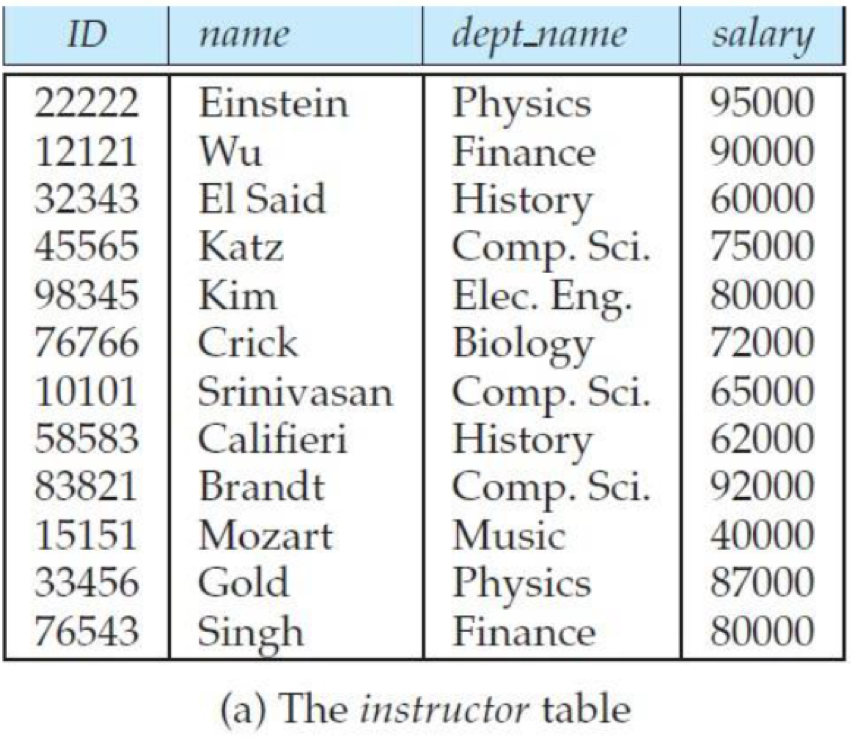 ID name dept_name salary
22222 Einstein Physics 95000
12121 Wu Finance 90000
32343 El Said History 60000
45565 Katz Comp. Sci. 75000
98345 Kim Elec. Eng. 80000
76766 Crick Biology 72000
10101 Srinivasan Comp. Sci. 65000
58583 Califieri History 62000
83821 Brandt Comp. Sci. 92000
15151 Mozart Music 40000
33456 Gold Physics 87000
76543 Singh Finance 80000
(a) The instructor table